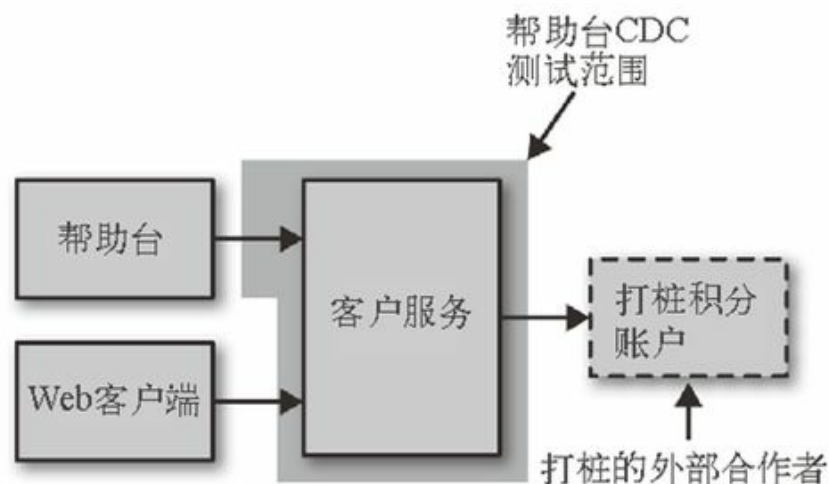 帮助台CDC
测试范围
帮助台
客户服务
打桩积分
账户
Web客户端
打桩的外部合作者